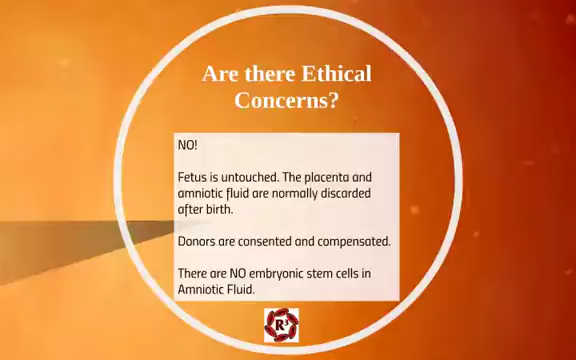 Are there Ethical
Concerns?
NO!
Fetus is untouched. The placenta and
amniotic fluid are normally discarded
after birth.
Donors are consented and compensated.
There are NO embryonic stem cells in
Amniotic Fluid.
R³